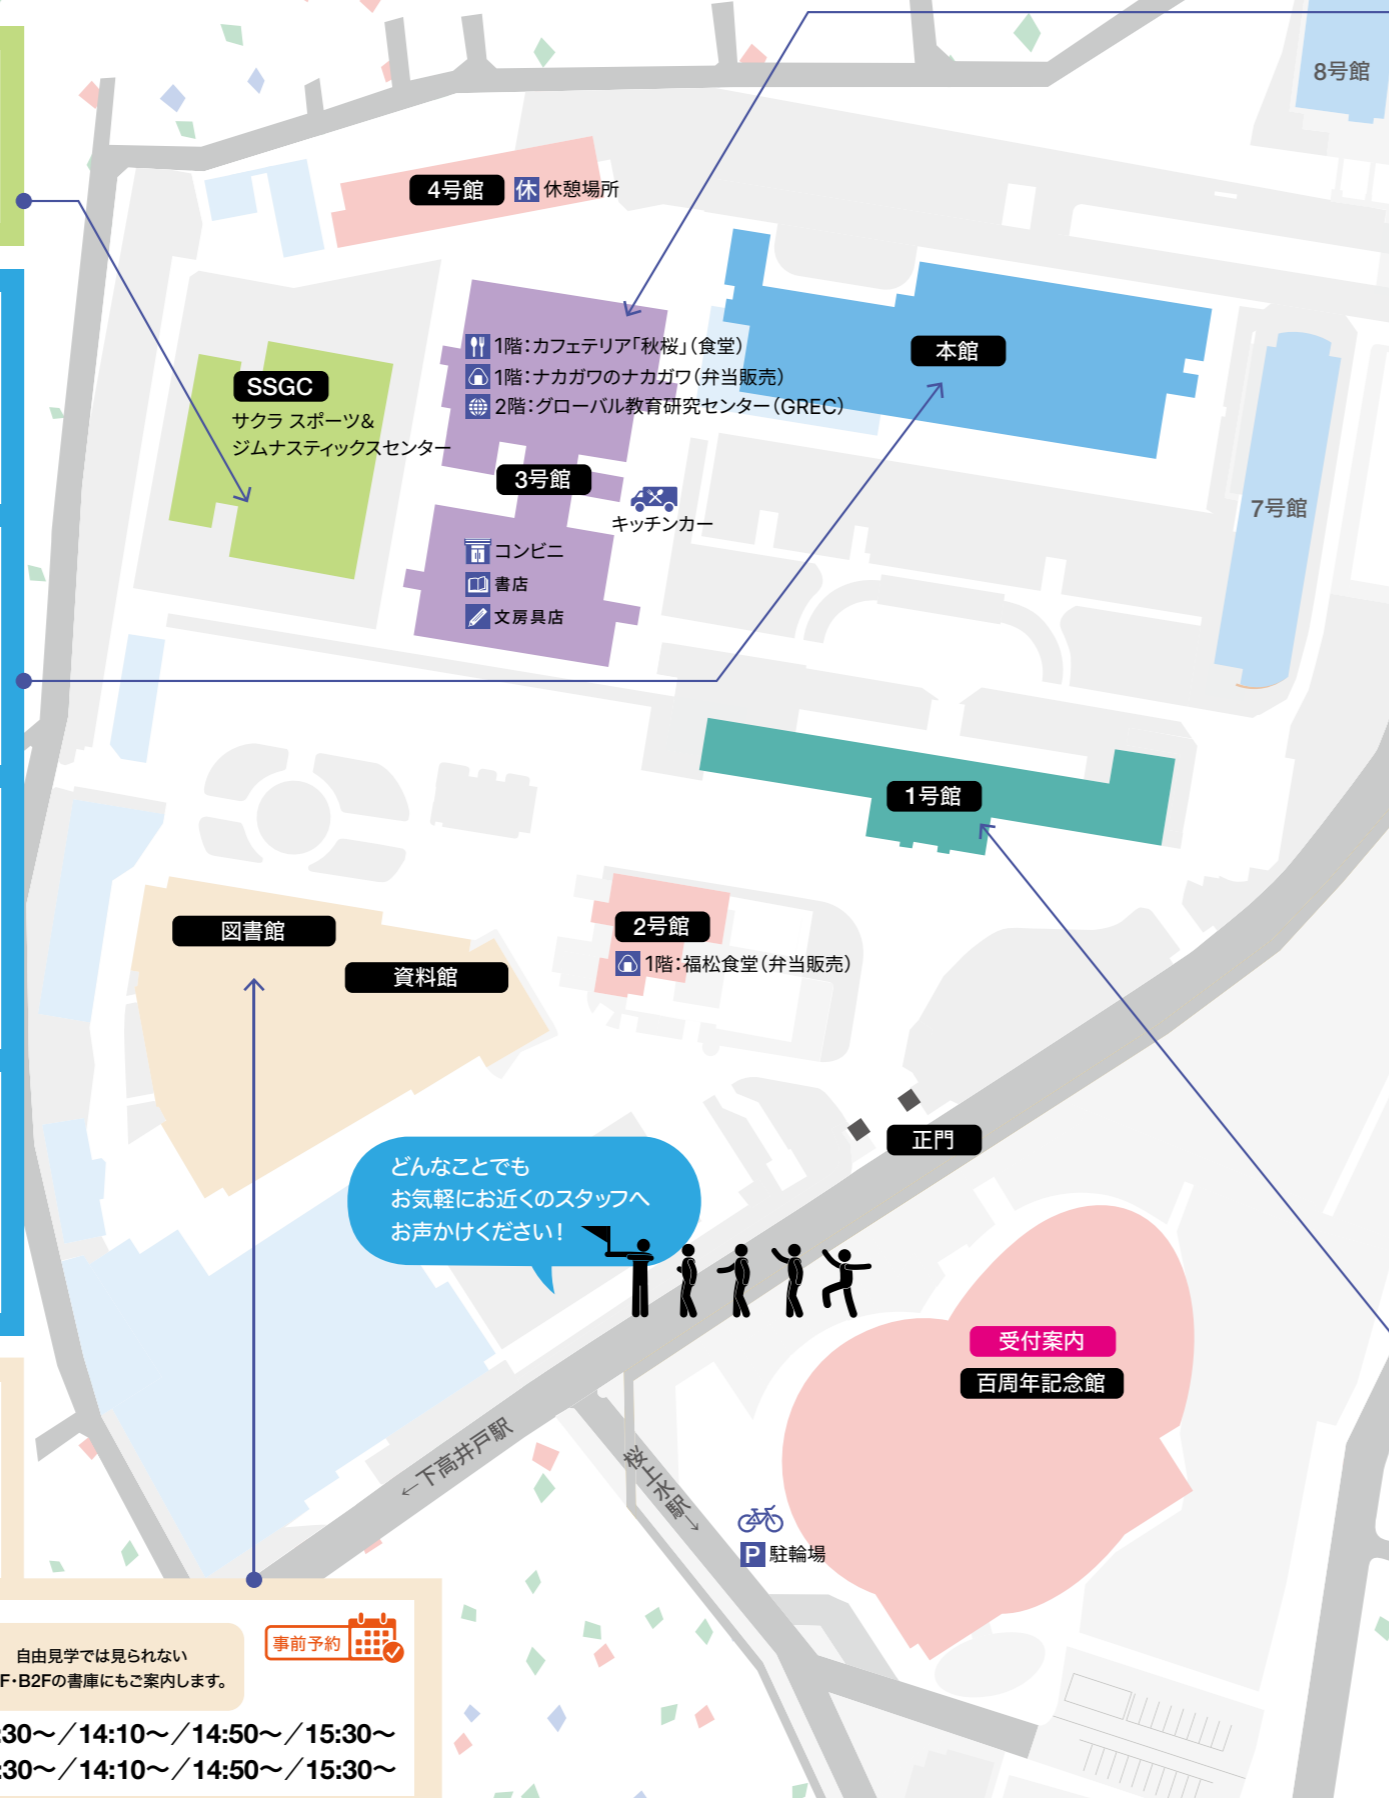 8号館
4号館
休 休憩場所
1階：カフェテリア「秋桜」（食堂）
1階：ナカガワのナカガワ（弁当販売）
2階：グローバル教育研究センター（GREC）
本館
SSGC
サクラ スポーツ&
ジムナスティックスセンター
3号館
キッチンカー
7号館
コンビニ
書店
文房具店
1号館
図書館
資料館
2号館
1階：福松食堂（弁当販売）
正門
どんなことでも
お気軽にお近くのスタッフへ
お声かけください！
受付案内
百周年記念館
←下高井戸駅
桜上水駅→
P 駐輪場
事前予約
自由見学では見られない
F・B2Fの書庫にもご案内します。
:30〜／14:10〜／14:50〜／15:30〜
:30〜／14:10〜／14:50〜／15:30〜